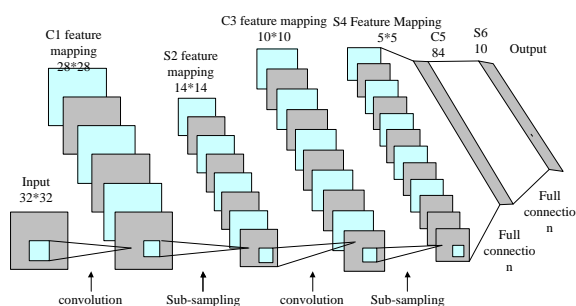 C1 feature
mapping
28*28
S2 feature
mapping
14*14
C3 feature mapping
10*10
S4 Feature Mapping
5*5
C5
84
S6
10
Output
Input
32*32
Full
connectio
n
Full
connectio
n
convolution
Sub-sampling
convolution
Sub-sampling